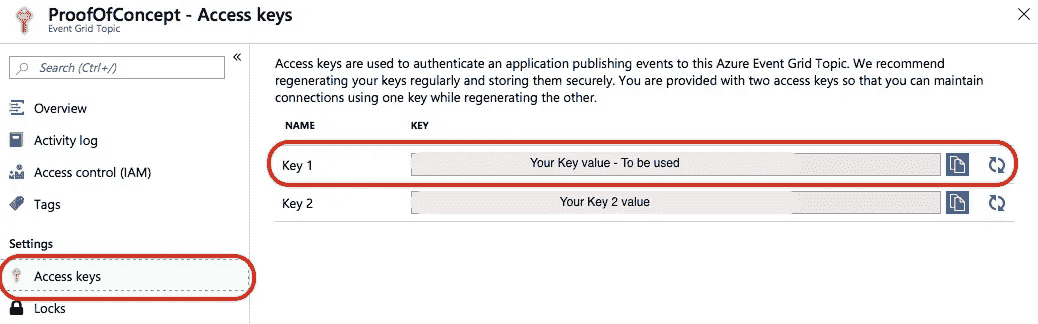 ProofOfConcept - Access keys
Event Grid Topic
Search (Ctrl+/)
Overview
Activity log
Access control (IAM)
Tags
Settings
Access keys
Locks
Access keys are used to authenticate an application publishing events to this Azure Event Grid Topic. We recommend
regenerating your keys regularly and storing them securely. You are provided with two access keys so that you can maintain
connections using one key while regenerating the other.
NAME KEY
Key 1 Your Key value - To be used
Key 2 Your Key 2 value